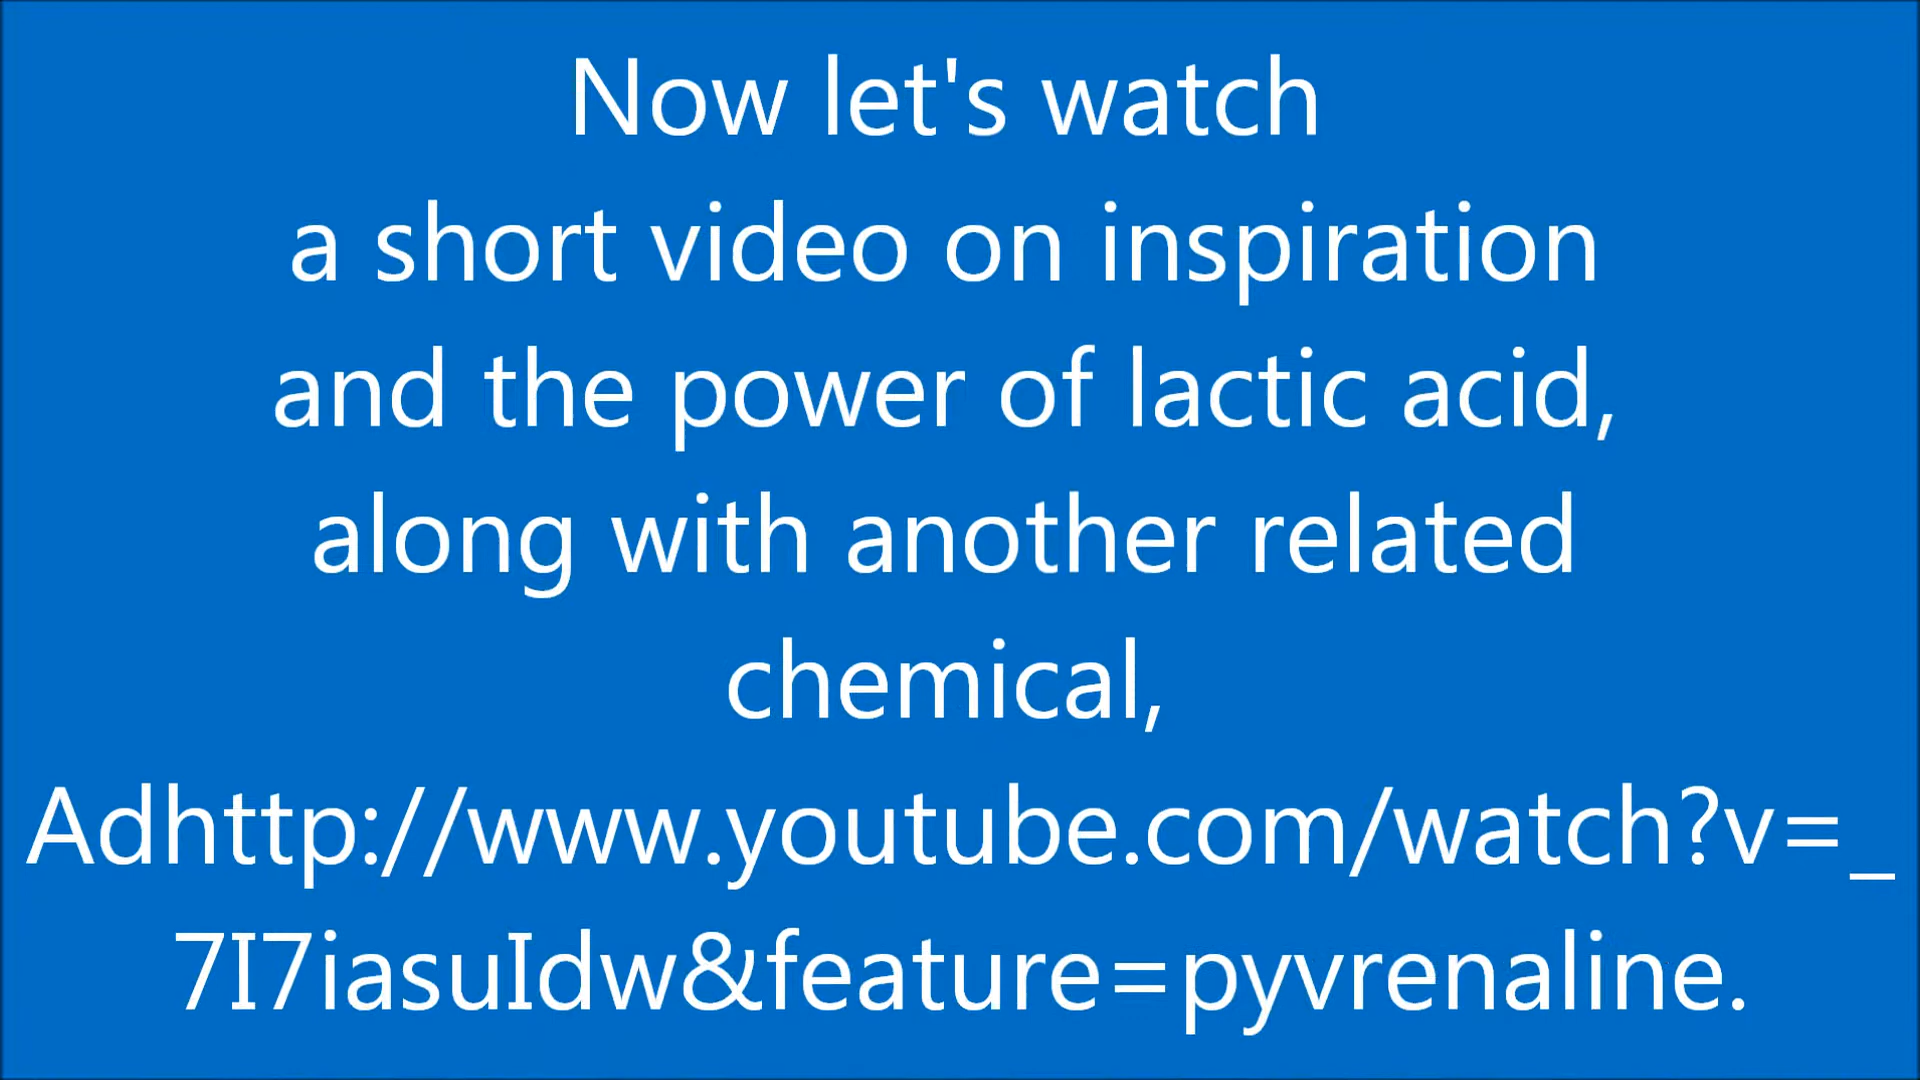 Now let's watch
a short video on inspiration
and the power of lactic acid,
along with another related
chemical,
Adhttp://www.youtube.com/watch?v=_
7I7iasuIdw&feature=pyvrenaline.